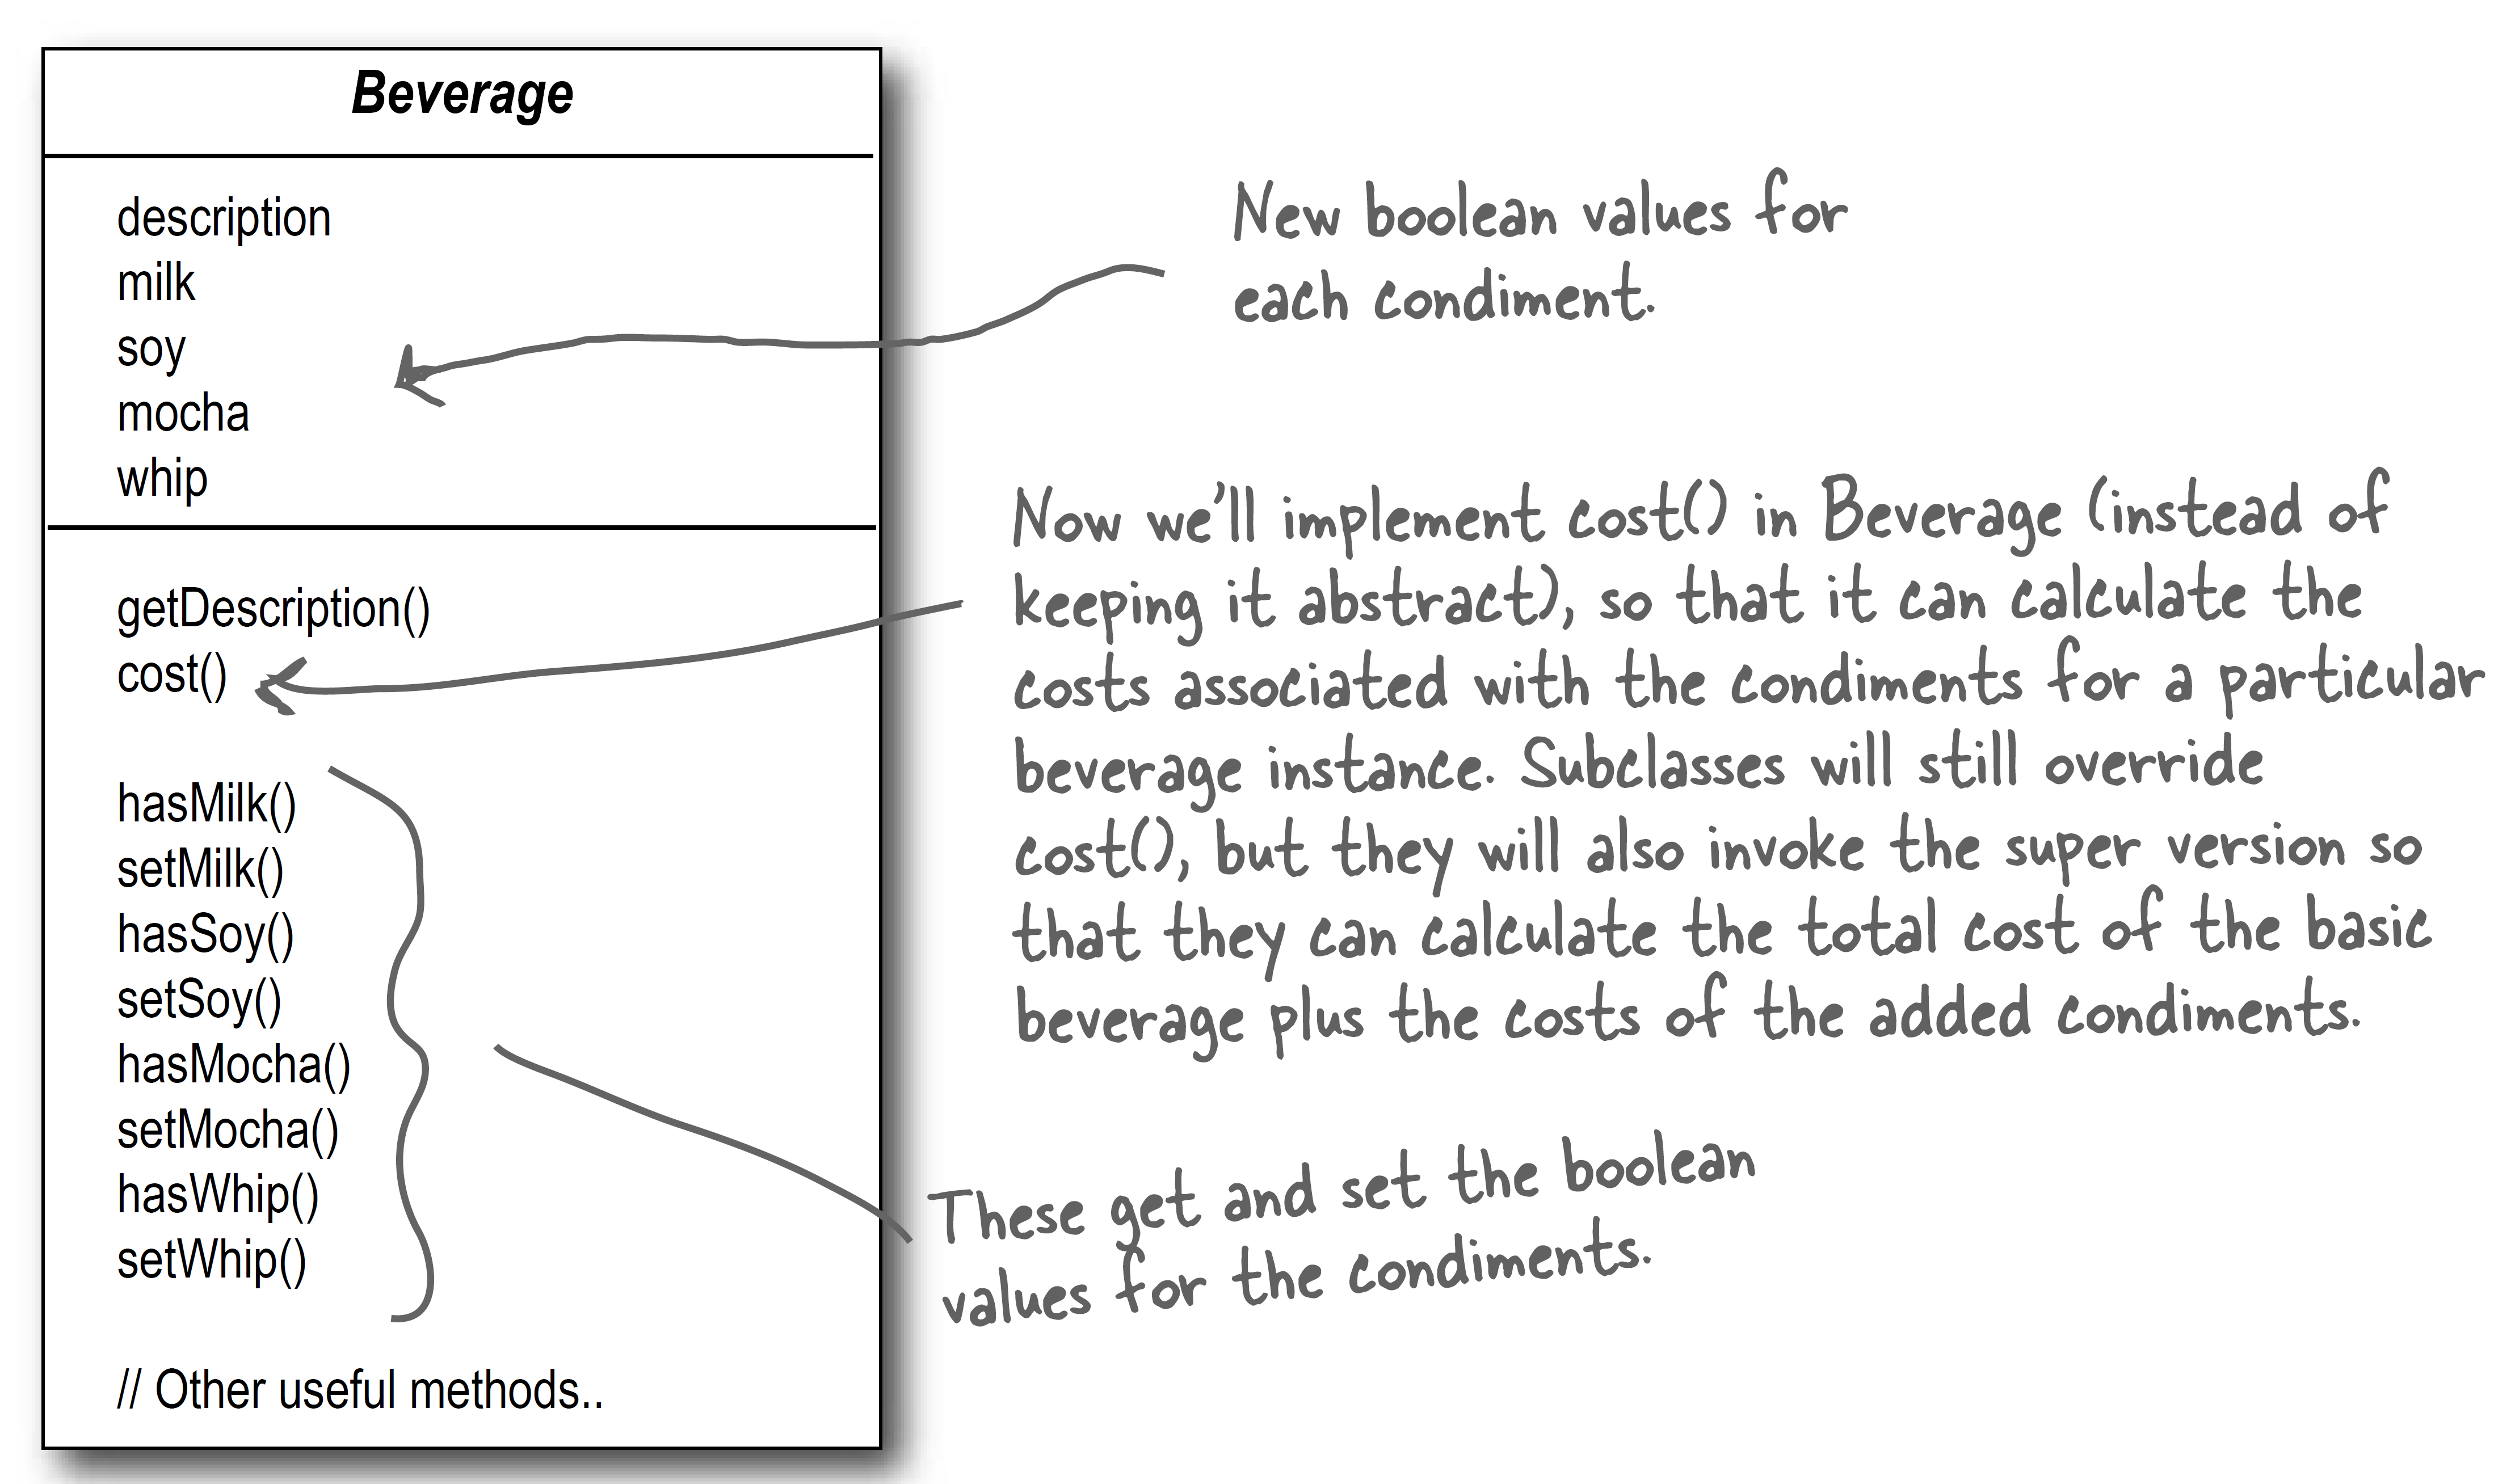 Beverage
description
milk
soy
mocha
whip
getDescription()
cost()
hasMilk()
setMilk()
hasSoy()
setSoy()
hasMocha()
setMocha()
hasWhip()
setWhip()
// Other useful methods..
New boolean values for
each condiment.
Now we'll implement cost() in Beverage (instead of
keeping it abstract), so that it can calculate the
costs associated with the condiments for a particular
beverage instance. Subclasses will still override
cost(), but they will also invoke the super version so
that they can calculate the total cost of the basic
beverage plus the costs of the added condiments.
These get and set the boolean
values for the condiments.